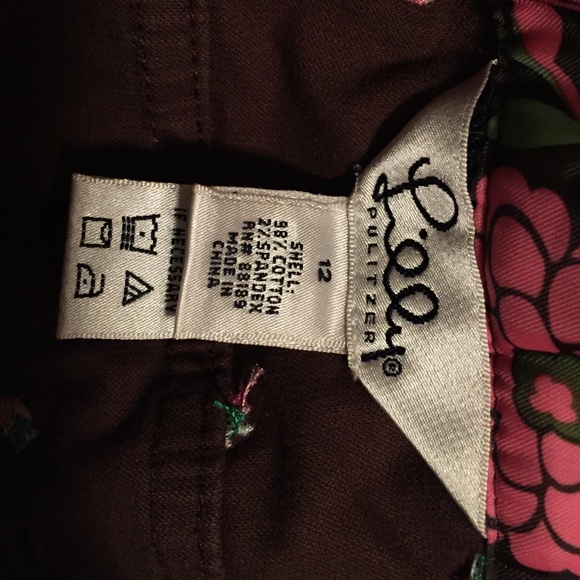 Lilly©
PULITZER
12
SHELL:
98% COTTON
2% SPANDEX
RN# 88189
MADE IN
CHINA
IF NECESSARY